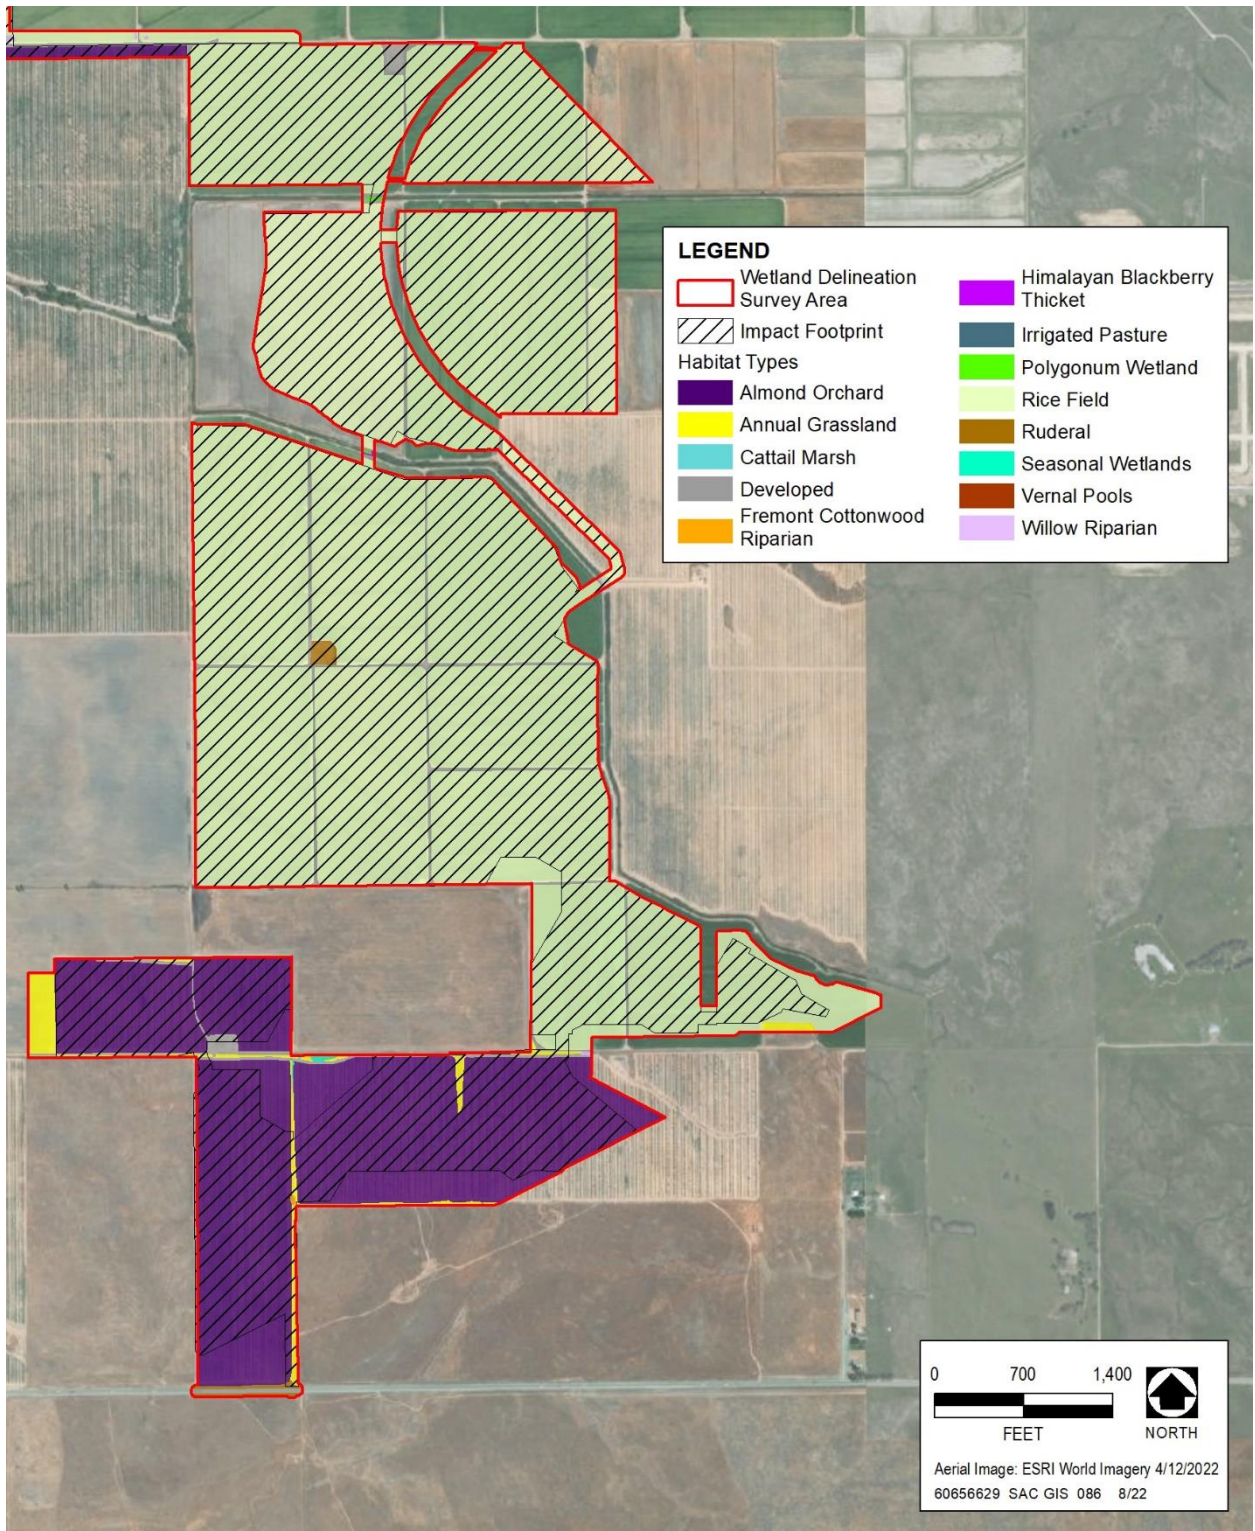 LEGEND
Wetland Delineation
Survey Area
Impact Footprint
Habitat Types
Almond Orchard
Annual Grassland
Cattail Marsh
Developed
Fremont Cottonwood
Riparian
Himalayan Blackberry
Thicket
Irrigated Pasture
Polygonum Wetland
Rice Field
Ruderal
Seasonal Wetlands
Vernal Pools
Willow Riparian
0 700 1,400
FEET
NORTH
Aerial Image: ESRI World Imagery 4/12/2022
60656629 SAC GIS 086 8/22